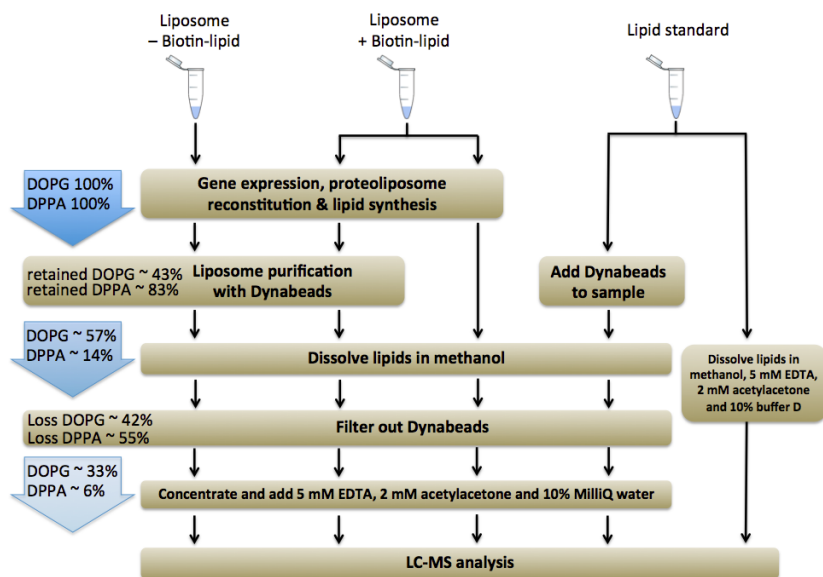 Liposome
– Biotin-lipid
Liposome
+ Biotin-lipid
Lipid standard
DOPG 100%
DPPA 100%
Gene expression, proteoliposome
reconstitution & lipid synthesis
retained DOPG ~ 43%
retained DPPA ~ 83%
Liposome purification
with Dynabeads
Add Dynabeads
to sample
DOPG ~ 57%
DPPA ~ 14%
Dissolve lipids in methanol
Dissolve lipids in
methanol, 5 mM EDTA,
2 mM acetylacetone
and 10% buffer D
Loss DOPG ~ 42%
Loss DPPA ~ 55%
Filter out Dynabeads
DOPG ~ 33%
DPPA ~ 6%
Concentrate and add 5 mM EDTA, 2 mM acetylacetone and 10% MilliQ water
LC-MS analysis